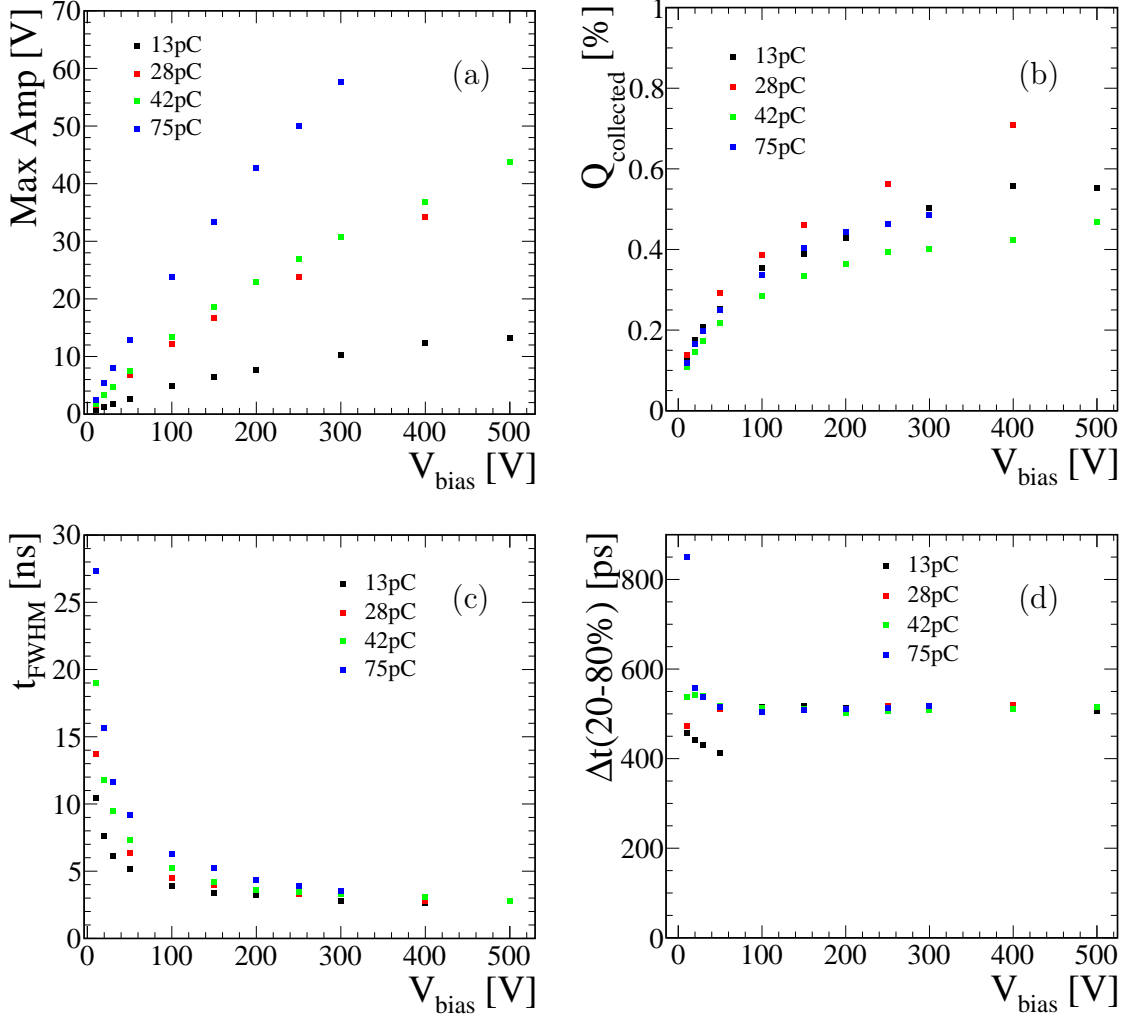 Max Amp [V]
70
60
50
40
30
20
10
0
13pC
28pC
42pC
75pC
(a)
0 100 200 300 400 500
V_bias [V]
Q_collected [%]
1
0.8
0.6
0.4
0.2
0
13pC
28pC
42pC
75pC
(b)
0 100 200 300 400 500
V_bias [V]
t_FWHM [ns]
30
25
20
15
10
5
0
13pC
28pC
42pC
75pC
(c)
0 100 200 300 400 500
V_bias [V]
Δt(20-80%) [ps]
800
600
400
200
0
13pC
28pC
42pC
75pC
(d)
0 100 200 300 400 500
V_bias [V]